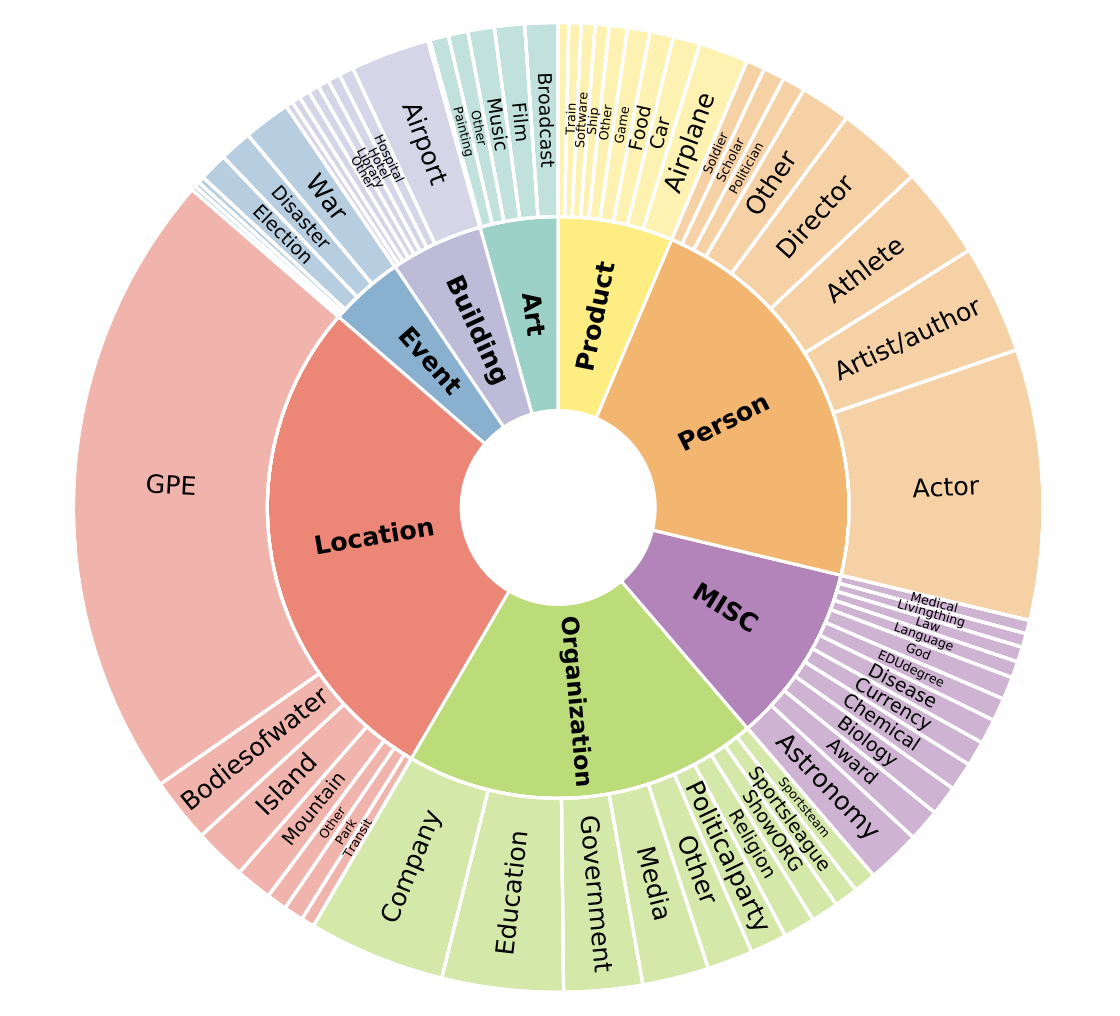 Product
Train
Software
Ship
Other
Game
Food
Car
Airplane
Person
Soldier
Scholar
Politician
Other
Director
Athlete
Artist/author
Actor
MISC
Medical
Livingthing
Law
Language
God
EDUdegree
Disease
Currency
Chemical
Biology
Award
Astronomy
Organization
Sportsteam
Sportsleague
ShowORG
Religion
Politicalparty
Other
Media
Government
Education
Company
Location
Transit
Park
Other
Mountain
Island
Bodiesofwater
GPE
Event
Election
Disaster
War
Building
Other
Library
Hotel
Hospital
Airport
Art
Painting
Other
Music
Film
Broadcast